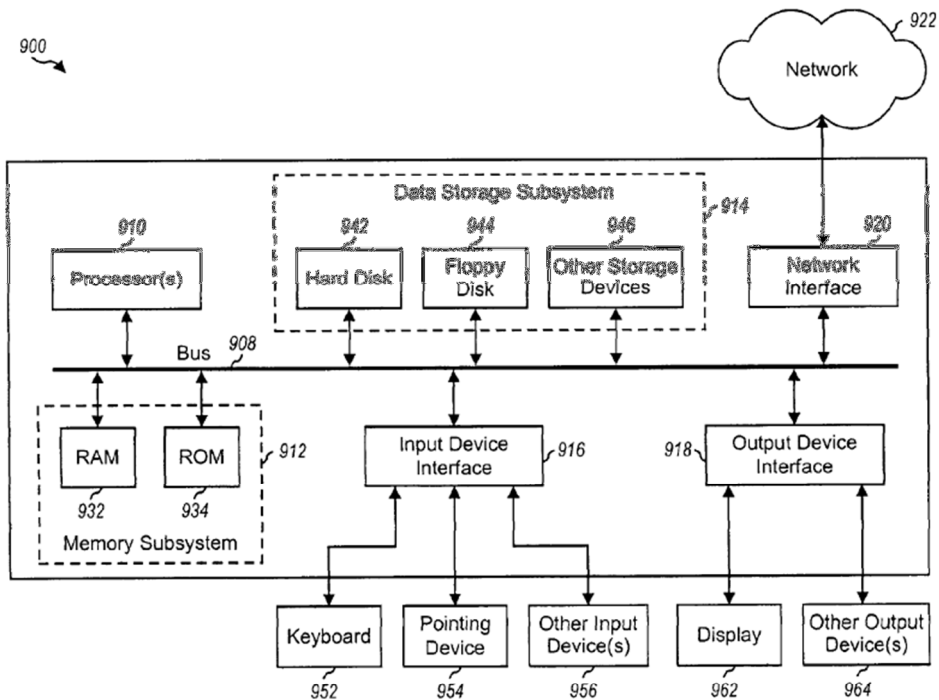 900
922
Network
Data Storage Subsystem
914
910
942
944
946
920
Processor(s)
Hard Disk
Floppy
Disk
Other Storage
Devices
Network
Interface
Bus
908
RAM
ROM
912
932
934
Memory Subsystem
Input Device
Interface
916
918
Output Device
Interface
Keyboard
Pointing
Device
Other Input
Device(s)
Display
Other Output
Device(s)
952
954
956
962
964